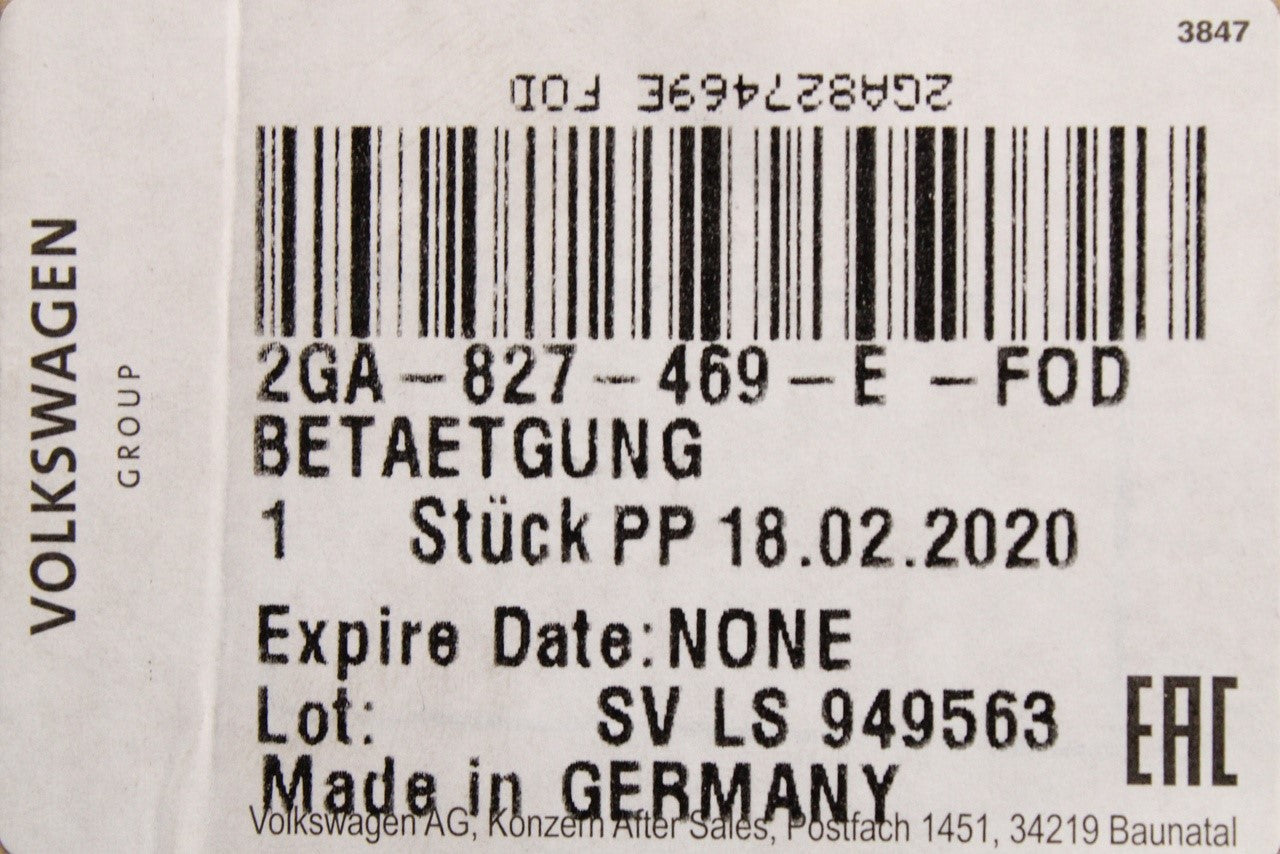 3847
2GA827469E FOD
2GA-827-469-E -FOD
BETAETGUNG
1 Stück PP 18.02.2020
Expire Date:NONE
Lot: SV LS 949563
EAC
Made in GERMANY
Volkswagen AG, Konzern After Sales, Postfach 1451, 34219 Baunatal
VOLKSWAGEN
GROUP